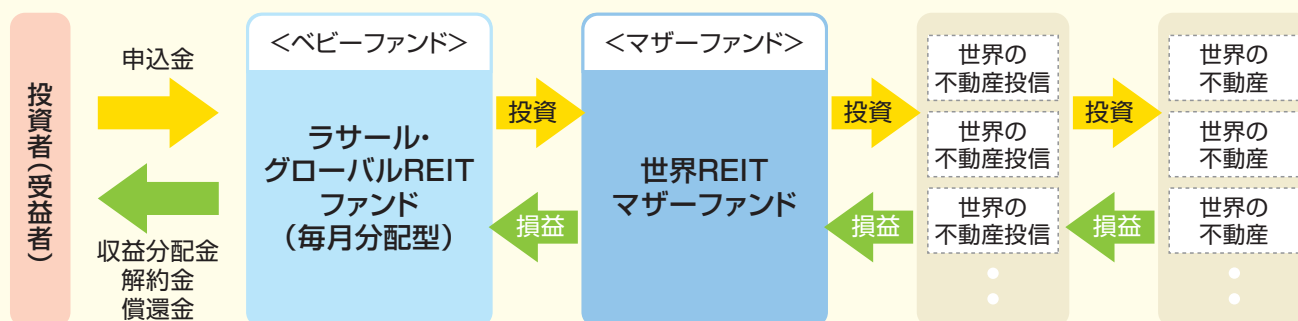 投資者（受益者）
申込金
収益分配金
解約金
償還金
＜ベビーファンド＞
ラサール・
グローバルREIT
ファンド
（毎月分配型）
投資
損益
＜マザーファンド＞
世界REIT
マザーファンド
投資
損益
世界の
不動産投信
世界の
不動産投信
世界の
不動産投信
投資
損益
世界の
不動産
世界の
不動産
世界の
不動産